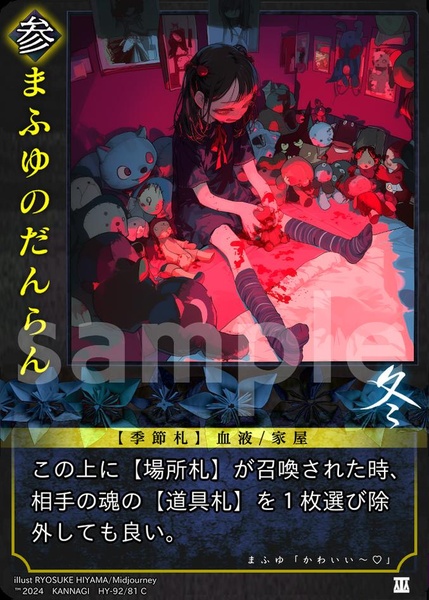 参
まふゆのだんらん
sample
冬
【季節札】血液/家屋
この上に【場所札】が召喚された時、
相手の魂の【道具札】を1枚選び除
外しても良い。
まふゆ「かわいい〜♡」
illust RYOSUKE HIYAMA/Midjourney
™2024 KANNAGI HY-92/81 C